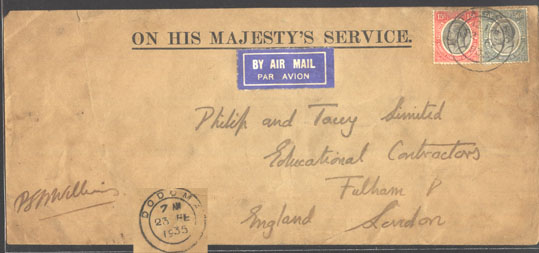 ON HIS MAJESTY'S SERVICE.
BY AIR MAIL
PAR AVION
Philip and Tacey Limited
Educational Contractors
Fulham
England London
DODOMA
23 FE
1935